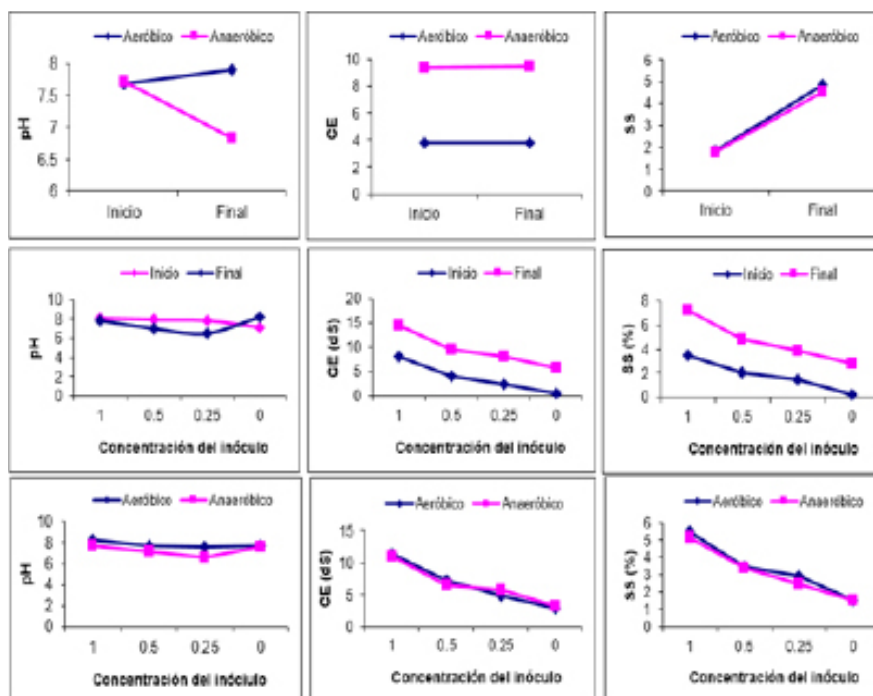 Aeróbico Anaeróbico
pH
8
7.5
7
6.5
6
Inicio Final
Aeróbico Anaeróbico
CE
10
8
6
4
2
0
Inicio Final
Aeróbico Anaeróbico
SS
6
5
4
3
2
1
0
Inicio Final
Inicio Final
pH
10
8
6
4
2
0
1 0.5 0.25 0
Concentración del inóculo
Inicio Final
CE (dS)
20
15
10
5
0
1 0.5 0.25 0
Concentración del inóculo
Inicio Final
SS (%)
8
6
4
2
0
1 0.5 0.25 0
Concentración del inóculo
Aeróbico Anaeróbico
pH
10
8
6
4
2
0
1 0.5 0.25 0
Concentración del inóciulo
Aeróbico Anaeróbico
CE (dS)
15
10
5
0
1 0.5 0.25 0
Concentración del inóculo
Aeróbico Anaeróbico
SS (%)
6
5
4
3
2
1
0
1 0.5 0.25 0
Concentración del inóculo